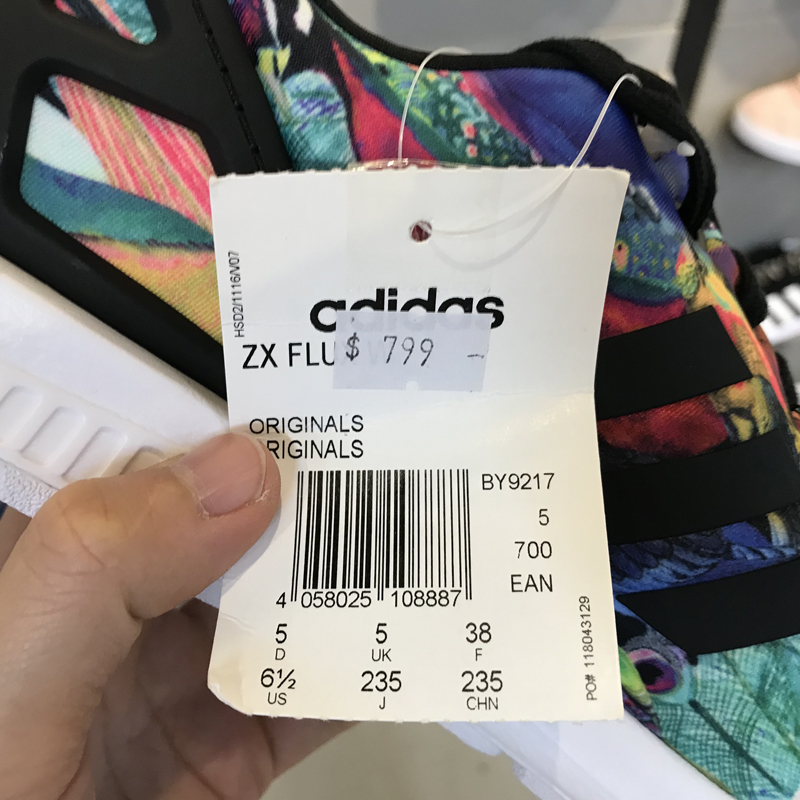 HSD2/1116/V07
adidas
ZX FLU
$ 799 –
ORIGINALS
ORIGINALS
BY9217
5
700
EAN
4 058025 108887
5 5 38
D UK F
6½ 235 235
US J CHN
PO# 118043129